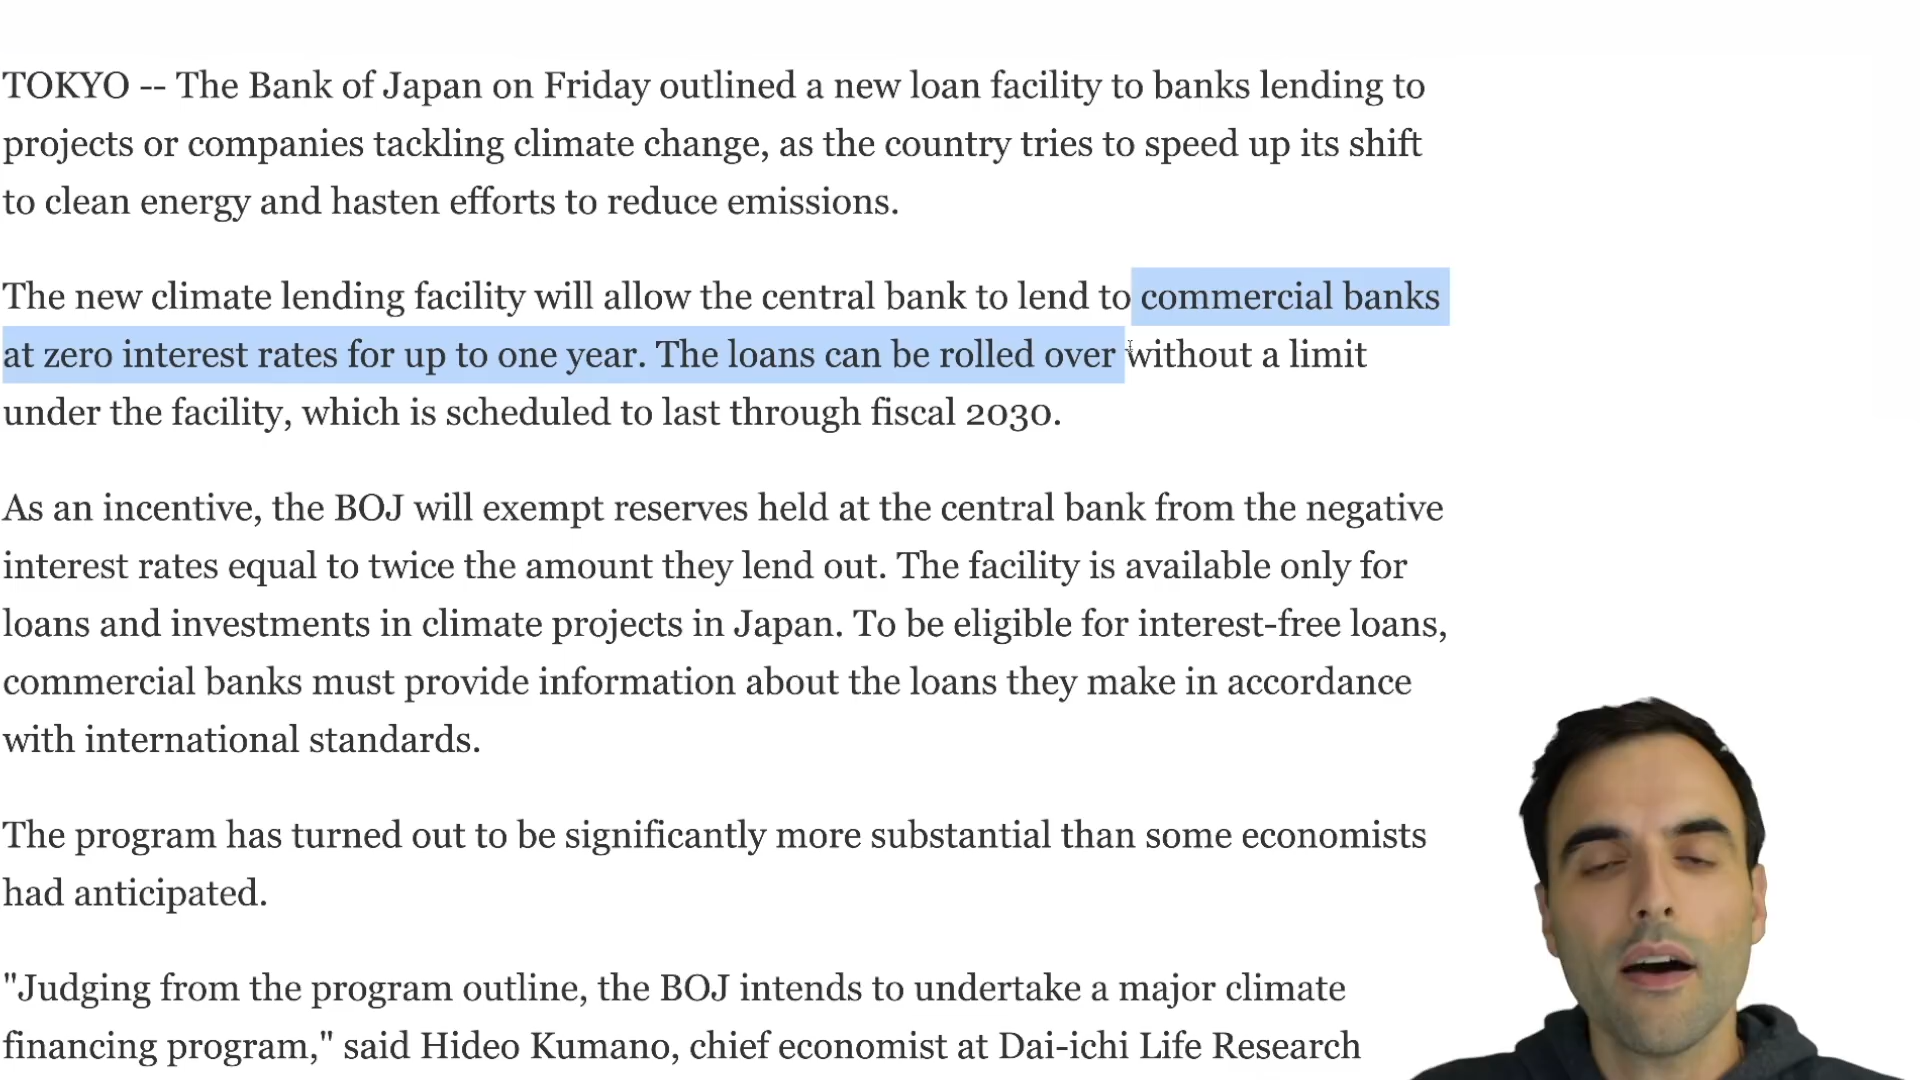 TOKYO -- The Bank of Japan on Friday outlined a new loan facility to banks lending to
projects or companies tackling climate change, as the country tries to speed up its shift
to clean energy and hasten efforts to reduce emissions.
The new climate lending facility will allow the central bank to lend to commercial banks
at zero interest rates for up to one year. The loans can be rolled over without a limit
under the facility, which is scheduled to last through fiscal 2030.
As an incentive, the BOJ will exempt reserves held at the central bank from the negative
interest rates equal to twice the amount they lend out. The facility is available only for
loans and investments in climate projects in Japan. To be eligible for interest-free loans,
commercial banks must provide information about the loans they make in accordance
with international standards.
The program has turned out to be significantly more substantial than some economists
had anticipated.
"Judging from the program outline, the BOJ intends to undertake a major climate
financing program," said Hideo Kumano, chief economist at Dai-ichi Life Research